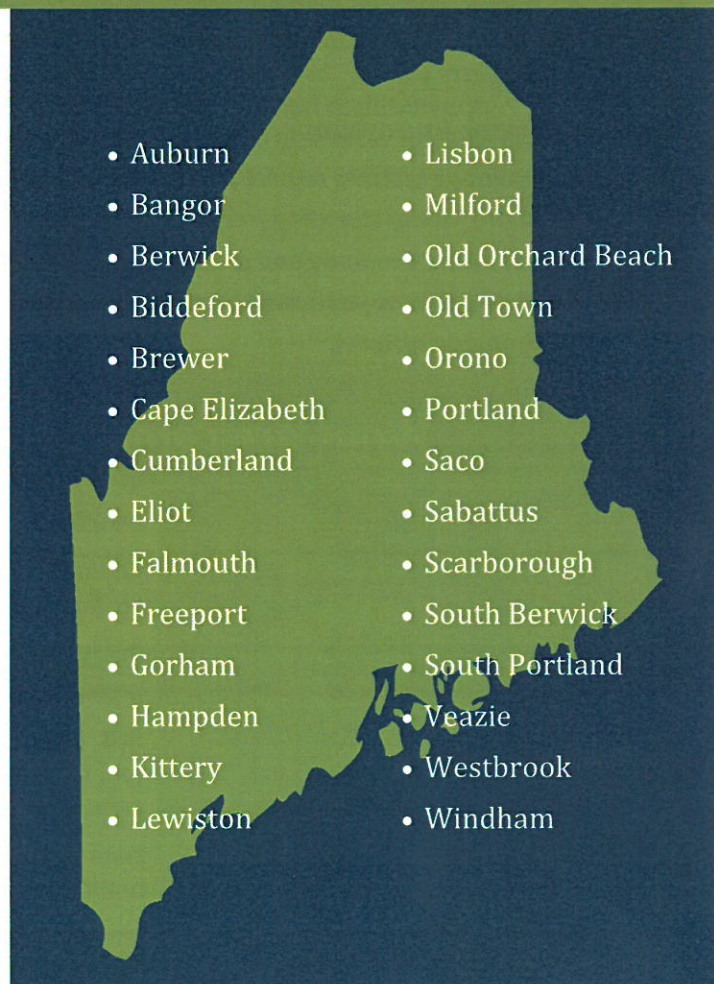 • Auburn
• Bangor
• Berwick
• Biddeford
• Brewer
• Cape Elizabeth
• Cumberland
• Eliot
• Falmouth
• Freeport
• Gorham
• Hampden
• Kittery
• Lewiston
• Lisbon
• Milford
• Old Orchard Beach
• Old Town
• Orono
• Portland
• Saco
• Sabattus
• Scarborough
• South Berwick
• South Portland
• Veazie
• Westbrook
• Windham